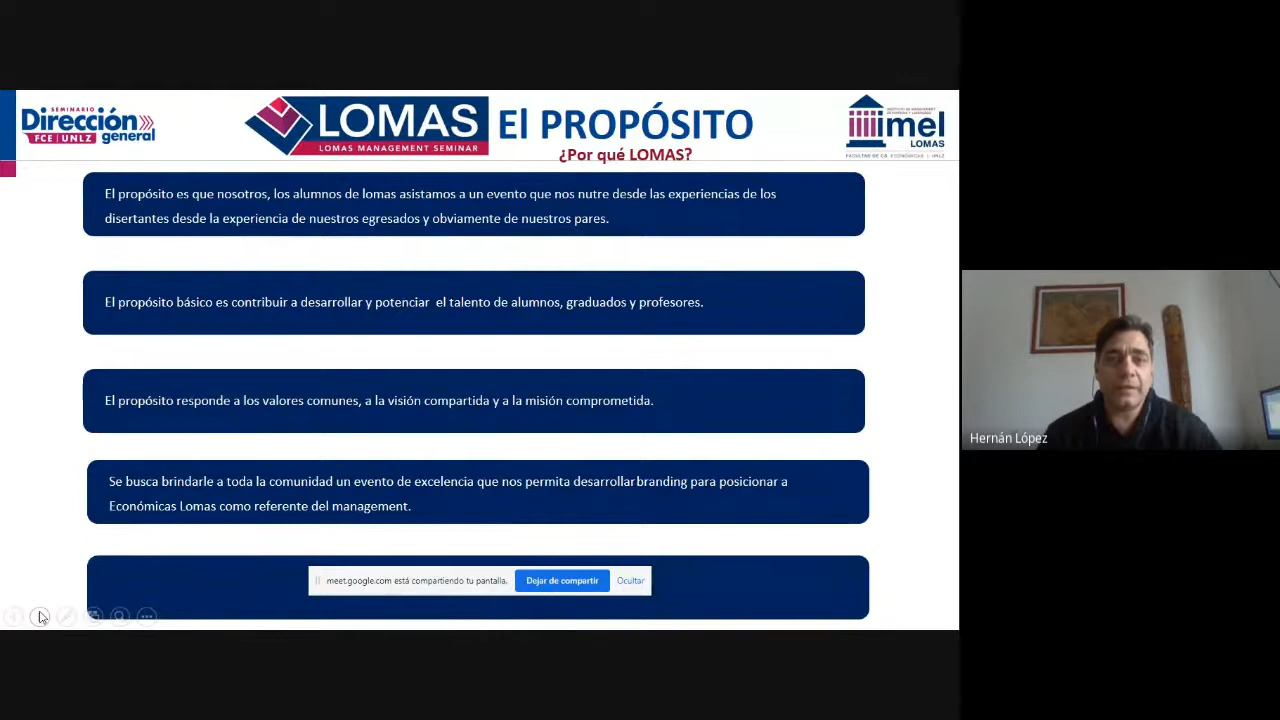 SEMINARIO
Dirección
general
FCE | UNLZ
LOMAS
LOMAS MANAGEMENT SEMINAR
El PROPÓSITO
¿Por qué LOMAS?
imel
LOMAS
El propósito es que nosotros, los alumnos de lomas asistamos a un evento que nos nutre desde las experiencias de los
disertantes desde la experiencia de nuestros egresados y obviamente de nuestros pares.
El propósito básico es contribuir a desarrollar y potenciar el talento de alumnos, graduados y profesores.
El propósito responde a los valores comunes, a la visión compartida y a la misión comprometida.
Se busca brindarle a toda la comunidad un evento de excelencia que nos permita desarrollar branding para posicionar a
Económicas Lomas como referente del management.
meet.google.com está compartiendo tu pantalla.
Dejar de compartir
Ocultar
Hernán López